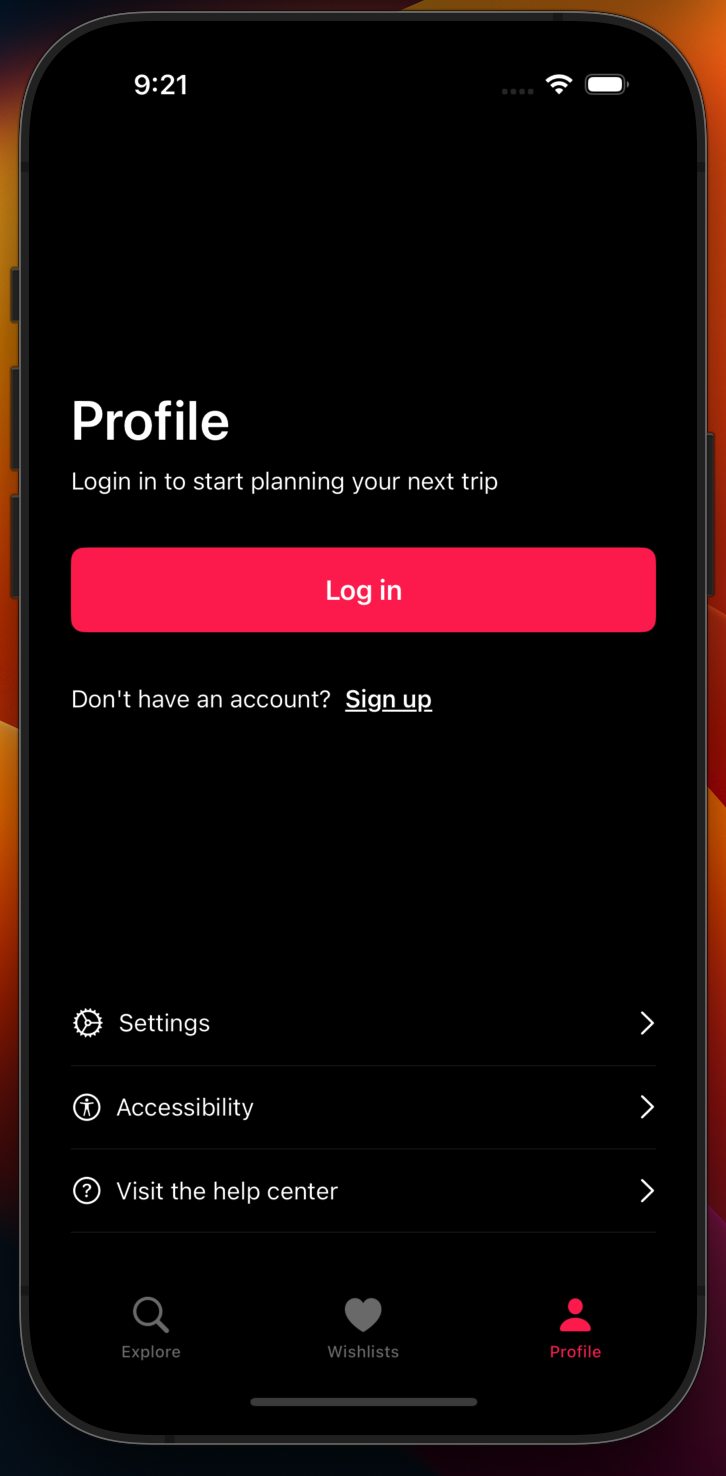 9:21
Profile
Login in to start planning your next trip
Log in
Don't have an account? Sign up
Settings
Accessibility
? Visit the help center
Explore Wishlists Profile